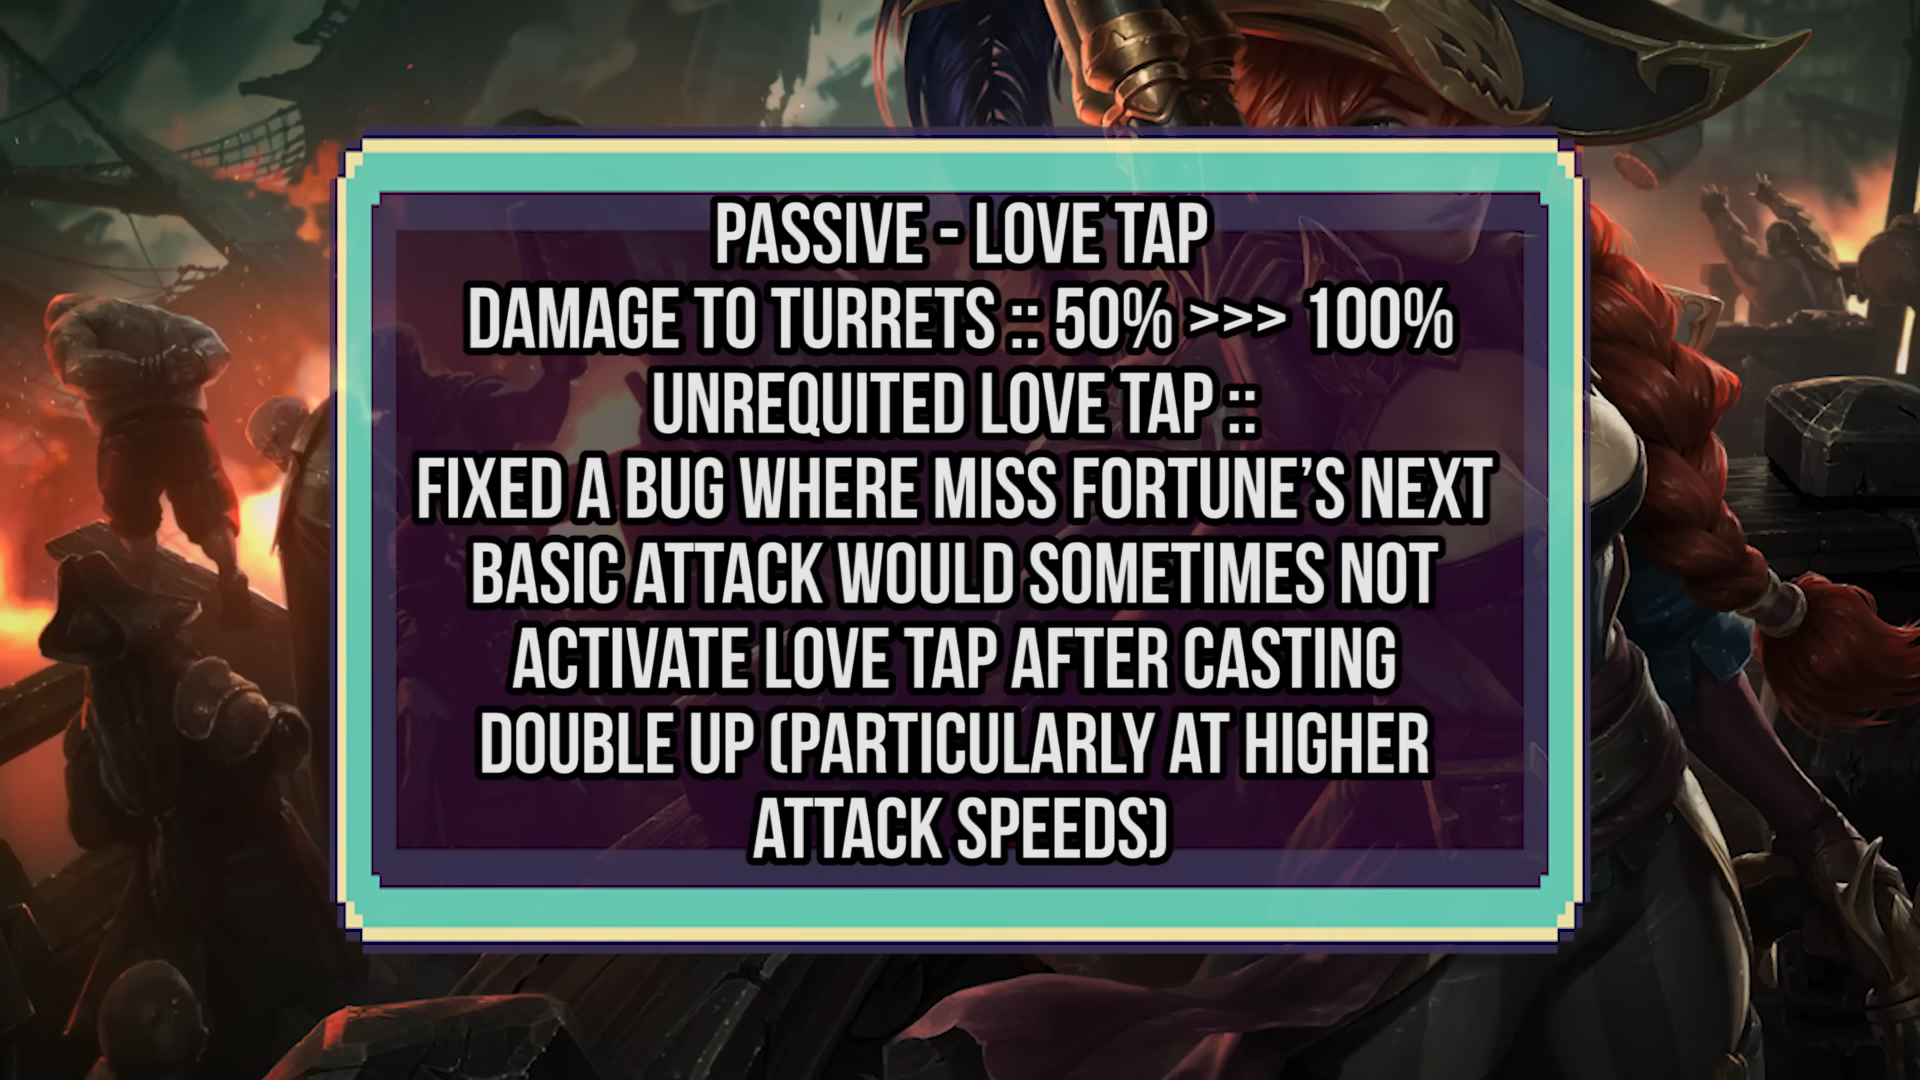 PASSIVE - LOVE TAP
DAMAGE TO TURRETS :: 50% >>> 100%
UNREQUITED LOVE TAP ::
FIXED A BUG WHERE MISS FORTUNE’S NEXT
BASIC ATTACK WOULD SOMETIMES NOT
ACTIVATE LOVE TAP AFTER CASTING
DOUBLE UP (PARTICULARLY AT HIGHER
ATTACK SPEEDS)